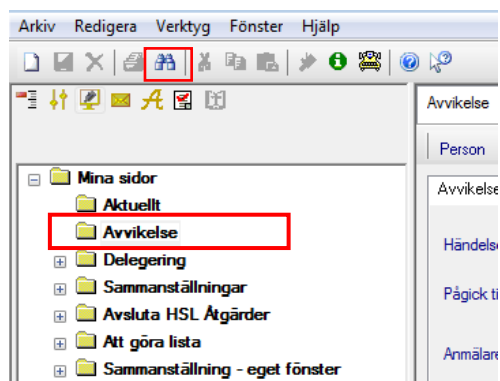 Arkiv Redigera Verktyg Fönster Hjälp
Avvikelse
Person
Avvikelse
Händelse
Pågick ti
Anmälare
Mina sidor
Aktuellt
Avvikelse
Delegering
Sammanställningar
Avsluta HSL Åtgärder
Att göra lista
Sammanställning - eget fönster